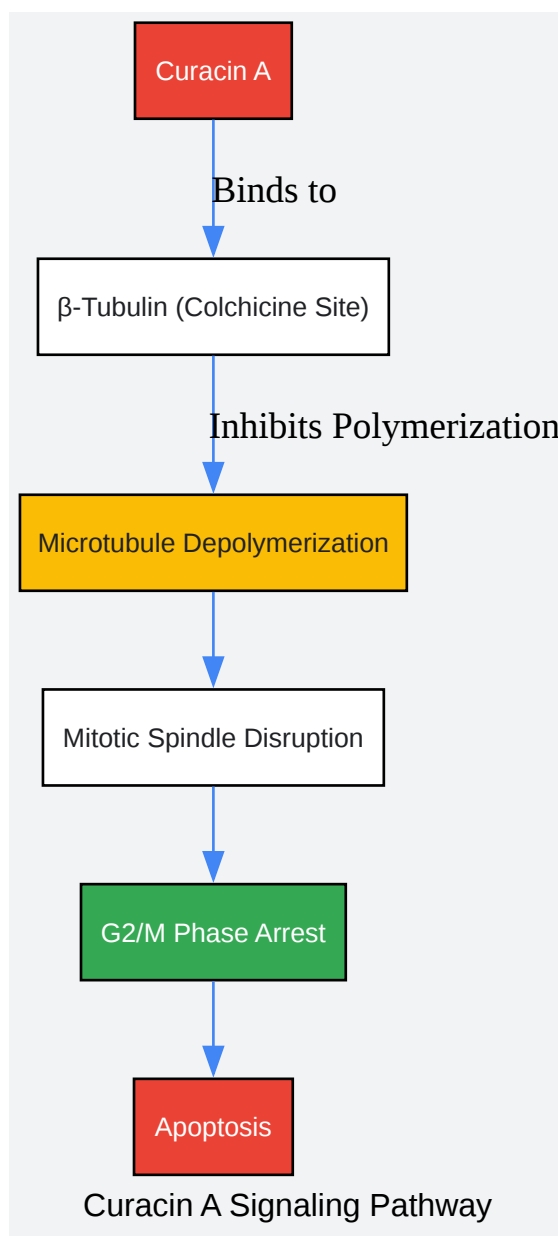 Curacin A
Binds to
β-Tubulin (Colchicine Site)
Inhibits Polymerization
Microtubule Depolymerization
Mitotic Spindle Disruption
G2/M Phase Arrest
Apoptosis
Curacin A Signaling Pathway